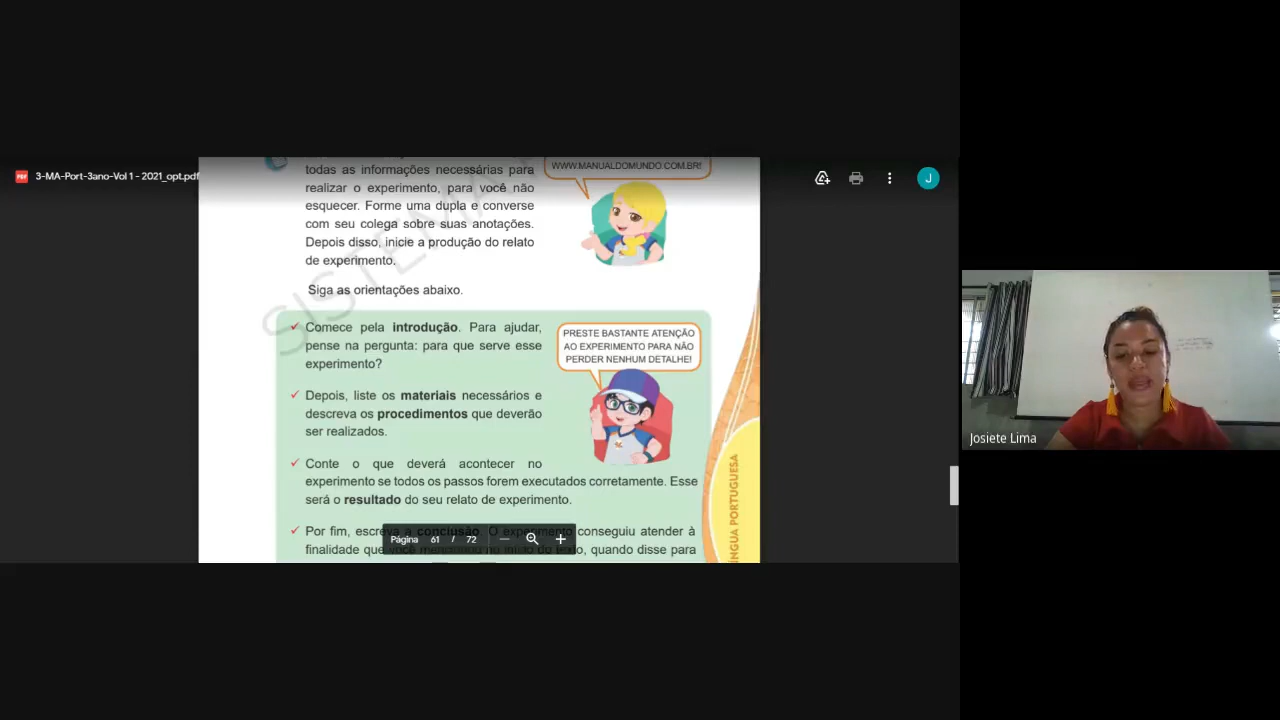 3-MA-Port-3ano-Vol 1 - 2021_opt.pdf
J
WWW.MANUALDOMUNDO.COM.BR!
todas as informações necessárias para
realizar o experimento, para você não
esquecer. Forme uma dupla e converse
com seu colega sobre suas anotações.
Depois disso, inicie a produção do relato
de experimento.
Siga as orientações abaixo.
SISTEMA
Comece pela introdução. Para ajudar,
pense na pergunta: para que serve esse
experimento?
PRESTE BASTANTE ATENÇÃO
AO EXPERIMENTO PARA NÃO
PERDER NENHUM DETALHE!
Depois, liste os materiais necessários e
descreva os procedimentos que deverão
ser realizados.
Conte o que deverá acontecer no
experimento se todos os passos forem executados corretamente. Esse
será o resultado do seu relato de experimento.
Por fim, escreva a conclusão. O experimento conseguiu atender à
finalidade que você texto, quando disse para
Página 61 / 72
LÍNGUA PORTUGUESA
Josiete Lima